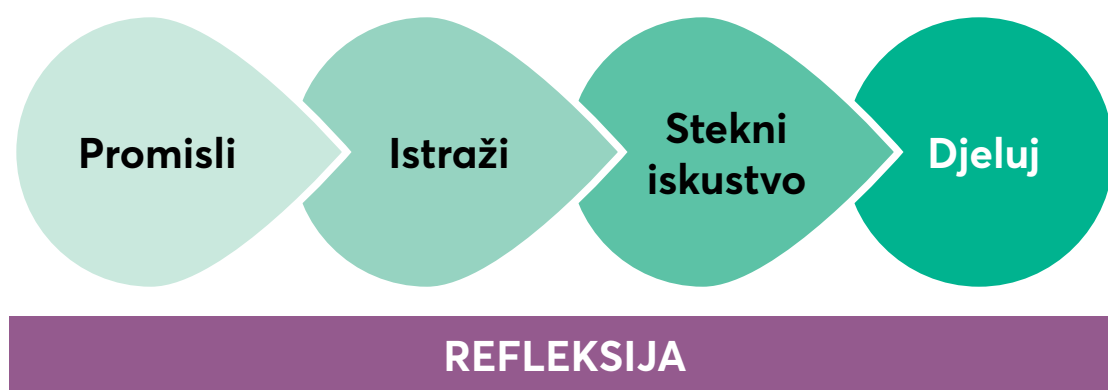 Promisli
Istraži
Stekni
iskustvo
Djeluj
REFLEKSIJA